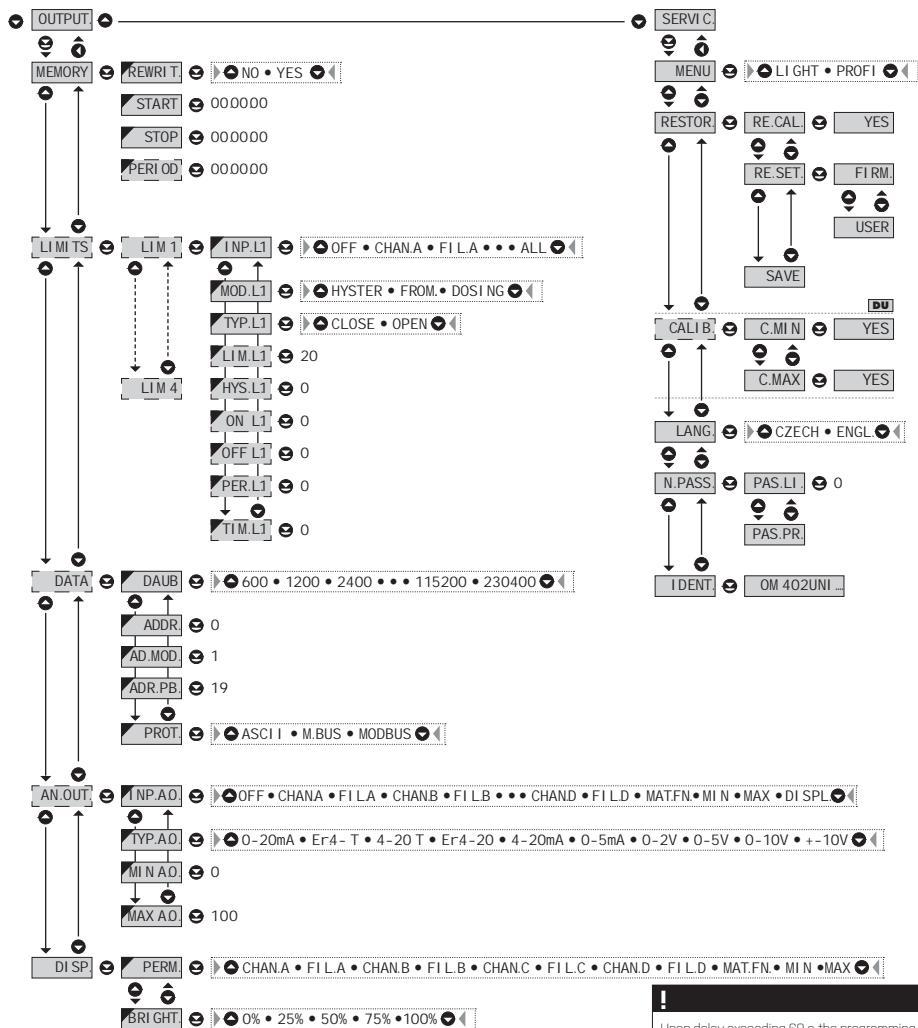 OUTPUT.
MEMORY REWRIT. NO • YES
START 000000
STOP 000000
PERIOD 000000
LIMITS LIM 1 INP.L1 OFF • CHAN.A • FIL.A • • • ALL
MOD.L1 HYSTER • FROM. • DOSING
TYP.L1 CLOSE • OPEN
LIM.L1 20
LIM 4 HYS.L1 0
ON L1 0
OFF L1 0
PER.L1 0
TIM.L1 0
DATA DAUB 600 • 1200 • 2400 • • • 115200 • 230400
ADDR. 0
AD.MOD. 1
ADR.PB. 19
PROT. ASCII • M.BUS • MODBUS
AN.OUT. INP.A.O. OFF • CHAN.A • FIL.A • CHAN.B • FIL.B • • • CHAN.D • FIL.D • MAT.FN. • MIN • MAX • DISPL.
TYP.A.O. 0-20mA • Er4- T • 4-20 T • Er4-20 • 4-20mA • 0-5mA • 0-2V • 0-5V • 0-10V • +-10V
MIN A.O. 0
MAX A.O. 100
DISP. PERM. CHAN.A • FIL.A • CHAN.B • FIL.B • CHAN.C • FIL.C • CHAN.D • FIL.D • MAT.FN. • MIN • MAX
BRIGHT. 0% • 25% • 50% • 75% • 100%
SERVIC.
MENU LIGHT • PROFI
RESTOR. RE.CAL. YES
RE.SET. FIRM.
USER
SAVE
DU
CALIB. C.MIN YES
C.MAX YES
LANG. CZECH • ENGL.
N.PASS. PAS.LI. 0
PAS.PR.
IDENT. OM 402UNI ...
!